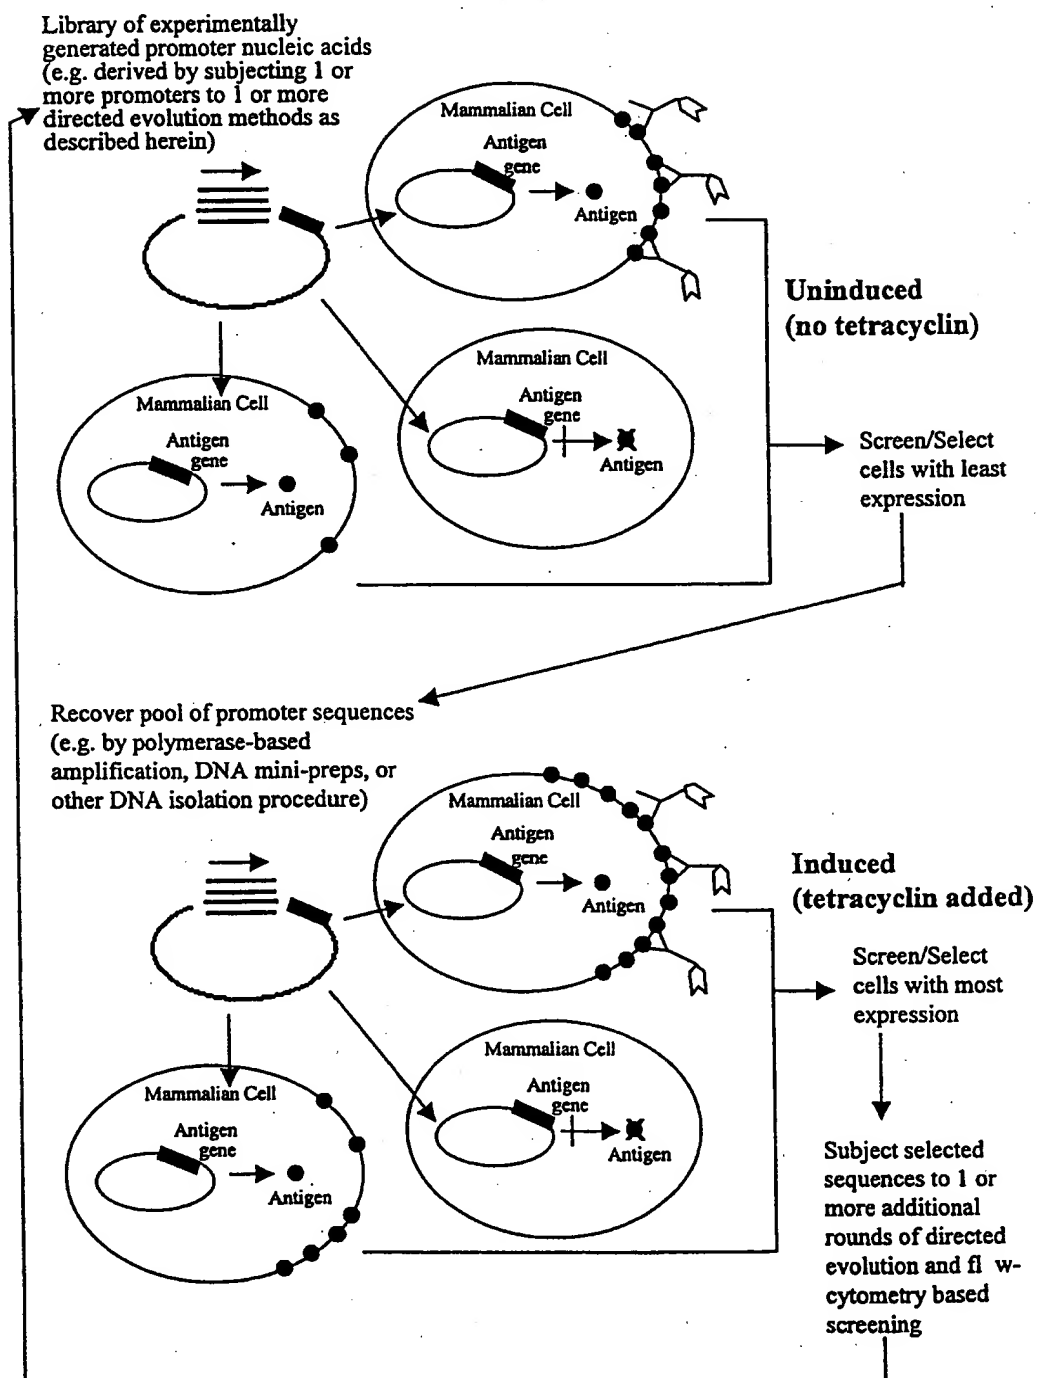 Library of experimentally
generated promoter nucleic acids
(e.g. derived by subjecting 1 or
more promoters to 1 or more
directed evolution methods as
described herein)
Mammalian Cell
Antigen
gene
Antigen
Uninduced
(no tetracyclin)
Mammalian Cell
Antigen
gene
Antigen
Mammalian Cell
Antigen
gene
Antigen
Screen/Select
cells with least
expression
Recover pool of promoter sequences
(e.g. by polymerase-based
amplification, DNA mini-preps, or
other DNA isolation procedure)
Mammalian Cell
Antigen
gene
Antigen
Induced
(tetracyclin added)
Screen/Select
cells with most
expression
Mammalian Cell
Antigen
gene
Antigen
Mammalian Cell
Antigen
gene
Antigen
Subject selected
sequences to 1 or
more additional
rounds of directed
evolution and fl w-
cytometry based
screening